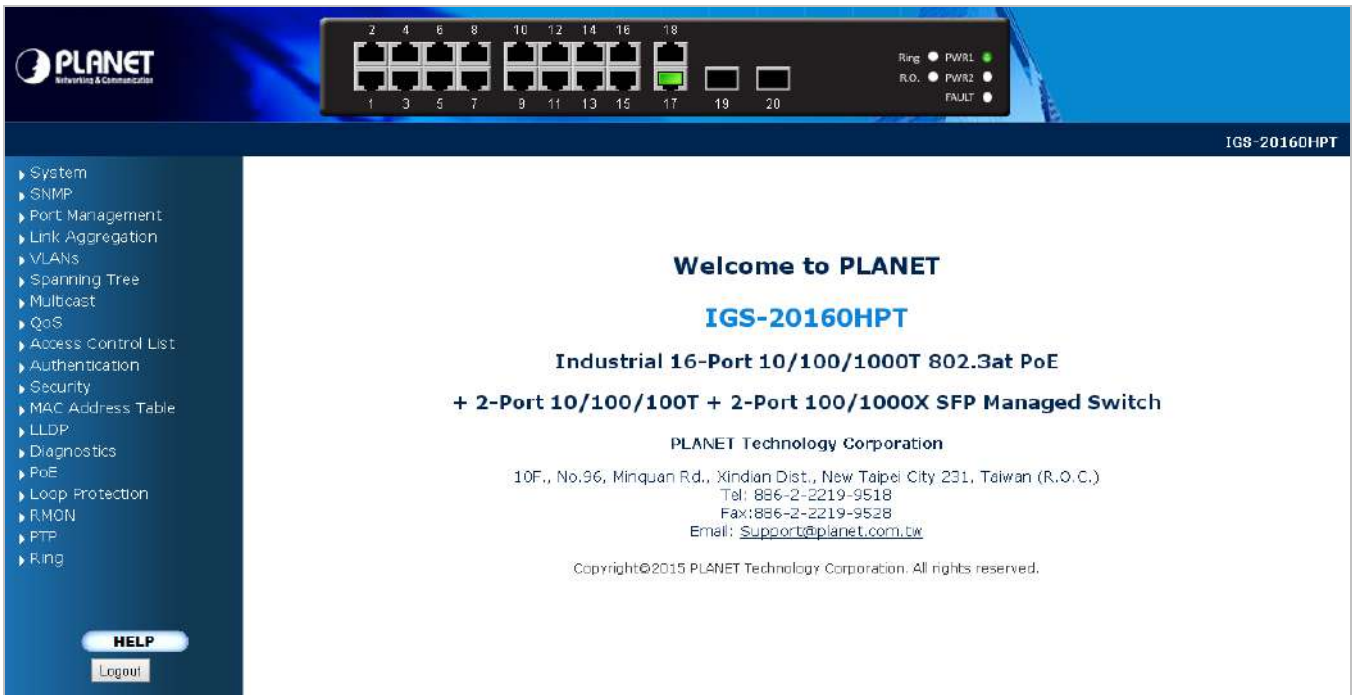 PLANET
Networking & Communication
2 4 6 8 10 12 14 16 18
1 3 5 7 9 11 13 15 17 19 20
Ring PWR1
R.O. PWR2
FAULT
IGS-20160HPT
System
SNMP
Port Management
Link Aggregation
VLANs
Spanning Tree
Multicast
QoS
Access Control List
Authentication
Security
MAC Address Table
LLDP
Diagnostics
PoE
Loop Protection
RMON
PTP
Ring
HELP
Logout
Welcome to PLANET
IGS-20160HPT
Industrial 16-Port 10/100/1000T 802.3at PoE
+ 2-Port 10/100/100T + 2-Port 100/1000X SFP Managed Switch
PLANET Technology Corporation
10F., No.96, Minquan Rd., Xindian Dist., New Taipei City 231, Taiwan (R.O.C.)
Tel: 886-2-2219-9518
Fax:886-2-2219-9528
Email: Support@planet.com.tw
Copyright©2015 PLANET Technology Corporation. All rights reserved.